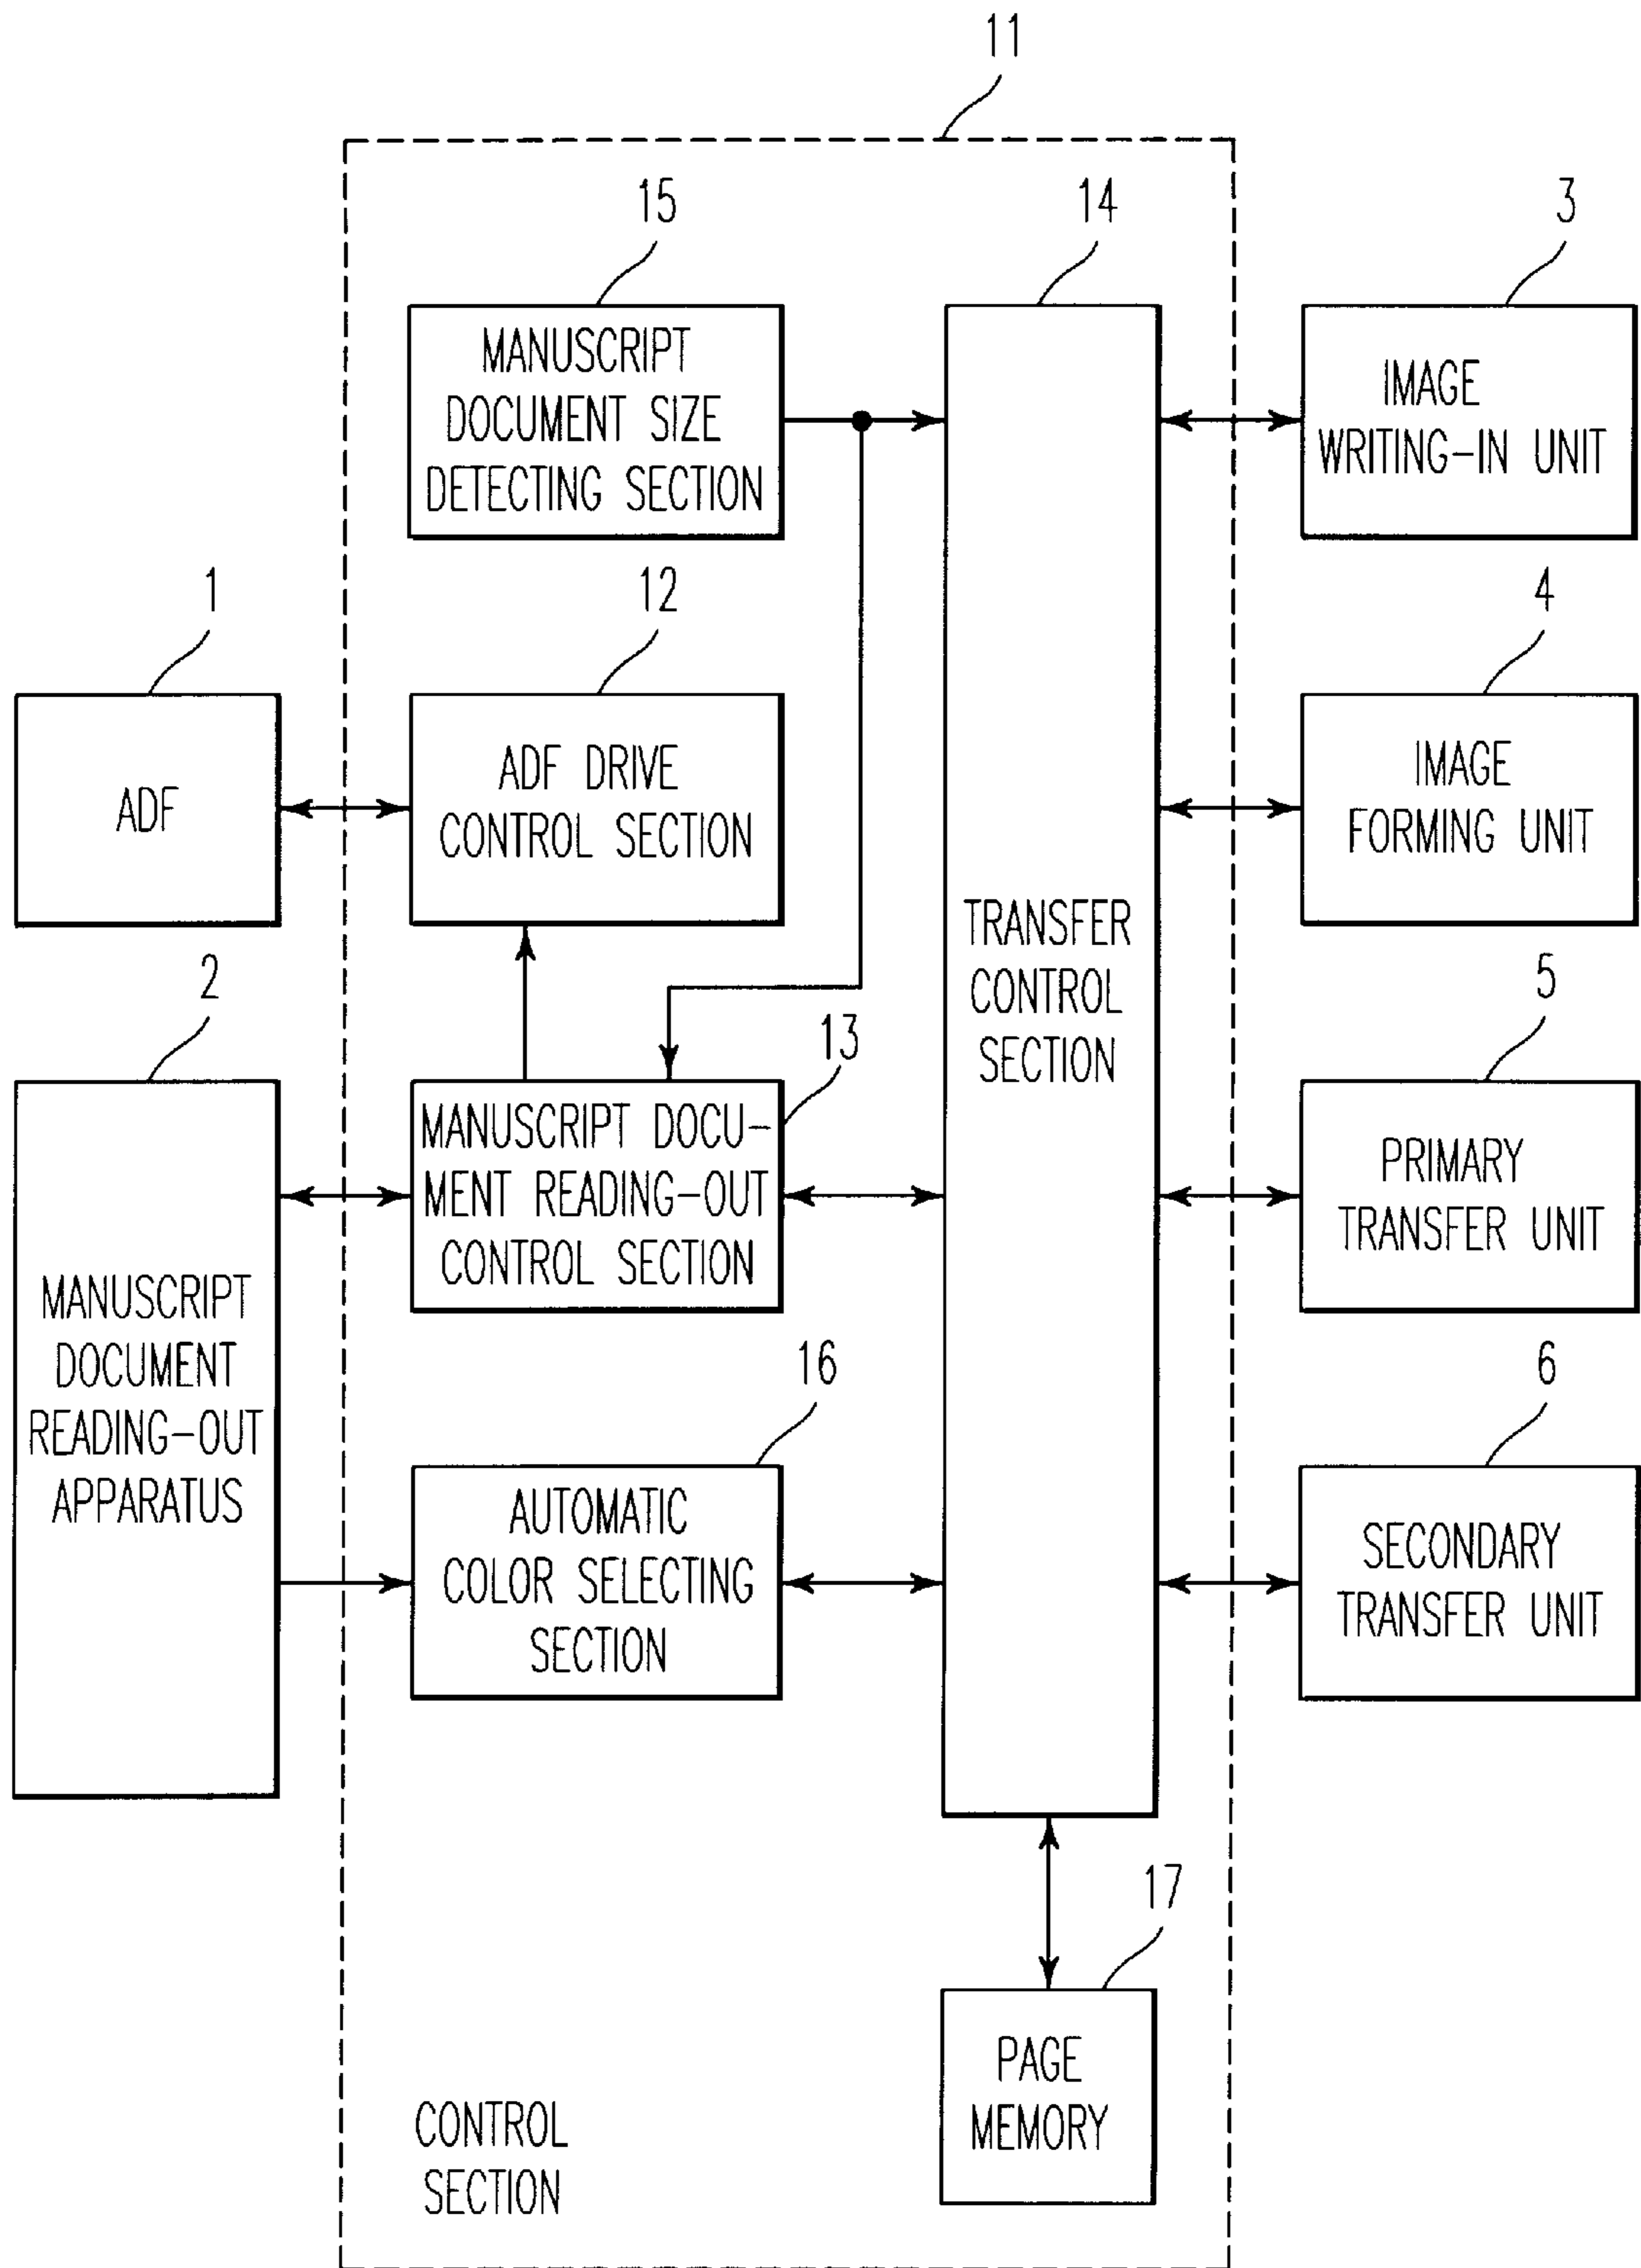 11
15
14
3
MANUSCRIPT
DOCUMENT SIZE
DETECTING SECTION
IMAGE
WRITING-IN UNIT
1
12
4
ADF
ADF DRIVE
CONTROL SECTION
IMAGE
FORMING UNIT
TRANSFER
CONTROL
SECTION
2
13
5
MANUSCRIPT
DOCUMENT
READING-OUT
APPARATUS
MANUSCRIPT DOCU-
MENT READING-OUT
CONTROL SECTION
PRIMARY
TRANSFER UNIT
16
6
AUTOMATIC
COLOR SELECTING
SECTION
SECONDARY
TRANSFER UNIT
17
PAGE
MEMORY
CONTROL
SECTION